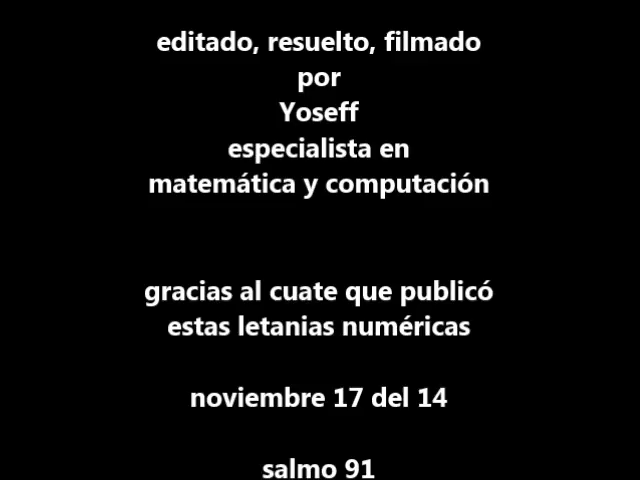 editado, resuelto, filmado
por
Yoseff
especialista en
matemática y computación
gracias al cuate que publicó
estas letanias numéricas
noviembre 17 del 14
salmo 91